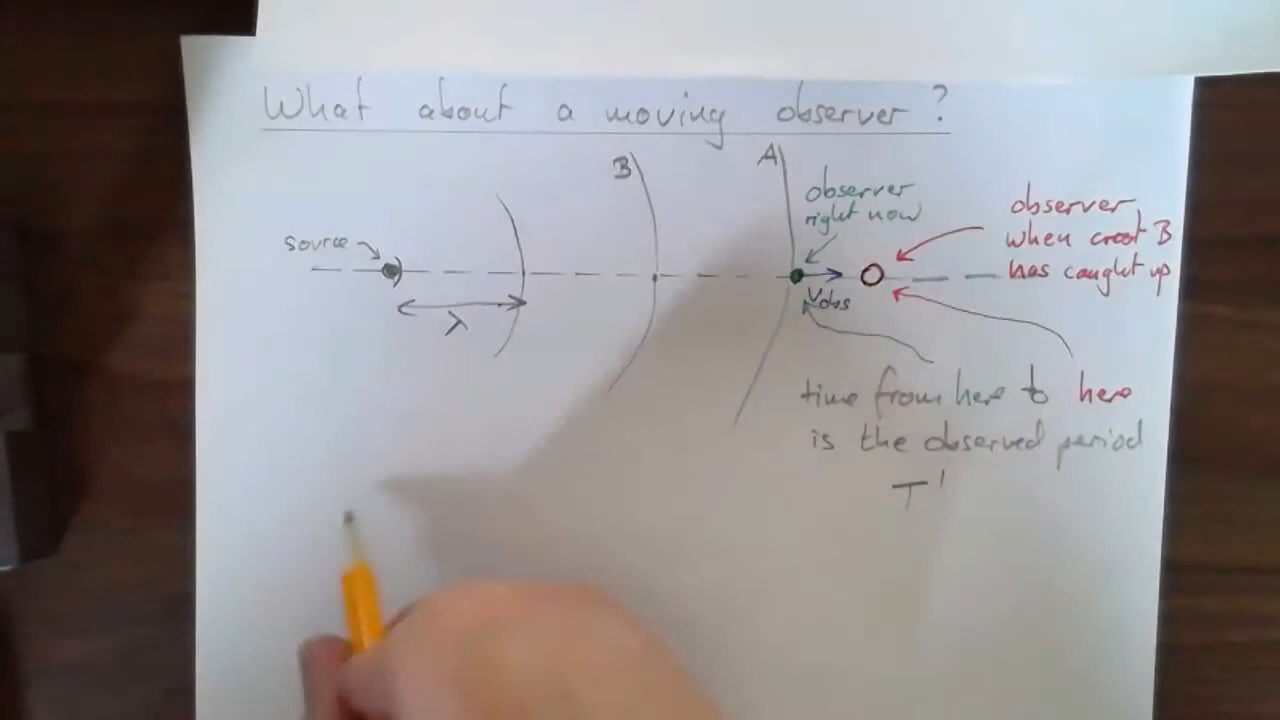 What about a moving observer?
B
A
observer
right now
observer
when crest B
has caught up
source
Vobs
λ
time from here to here
is the observed period
T'